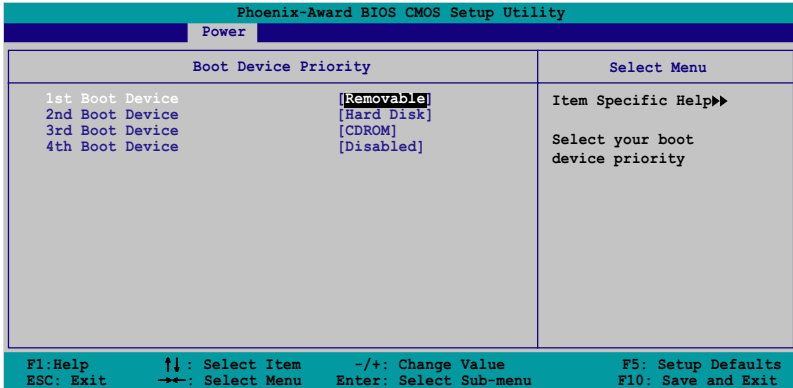 Phoenix-Award BIOS CMOS Setup Utility
Power
Boot Device Priority
Select Menu
1st Boot Device [Removable]
2nd Boot Device [Hard Disk]
3rd Boot Device [CDROM]
4th Boot Device [Disabled]
Item Specific Help▶▶
Select your boot
device priority
F1:Help ↑↓: Select Item -/+: Change Value F5: Setup Defaults
ESC: Exit →←: Select Menu Enter: Select Sub-menu F10: Save and Exit